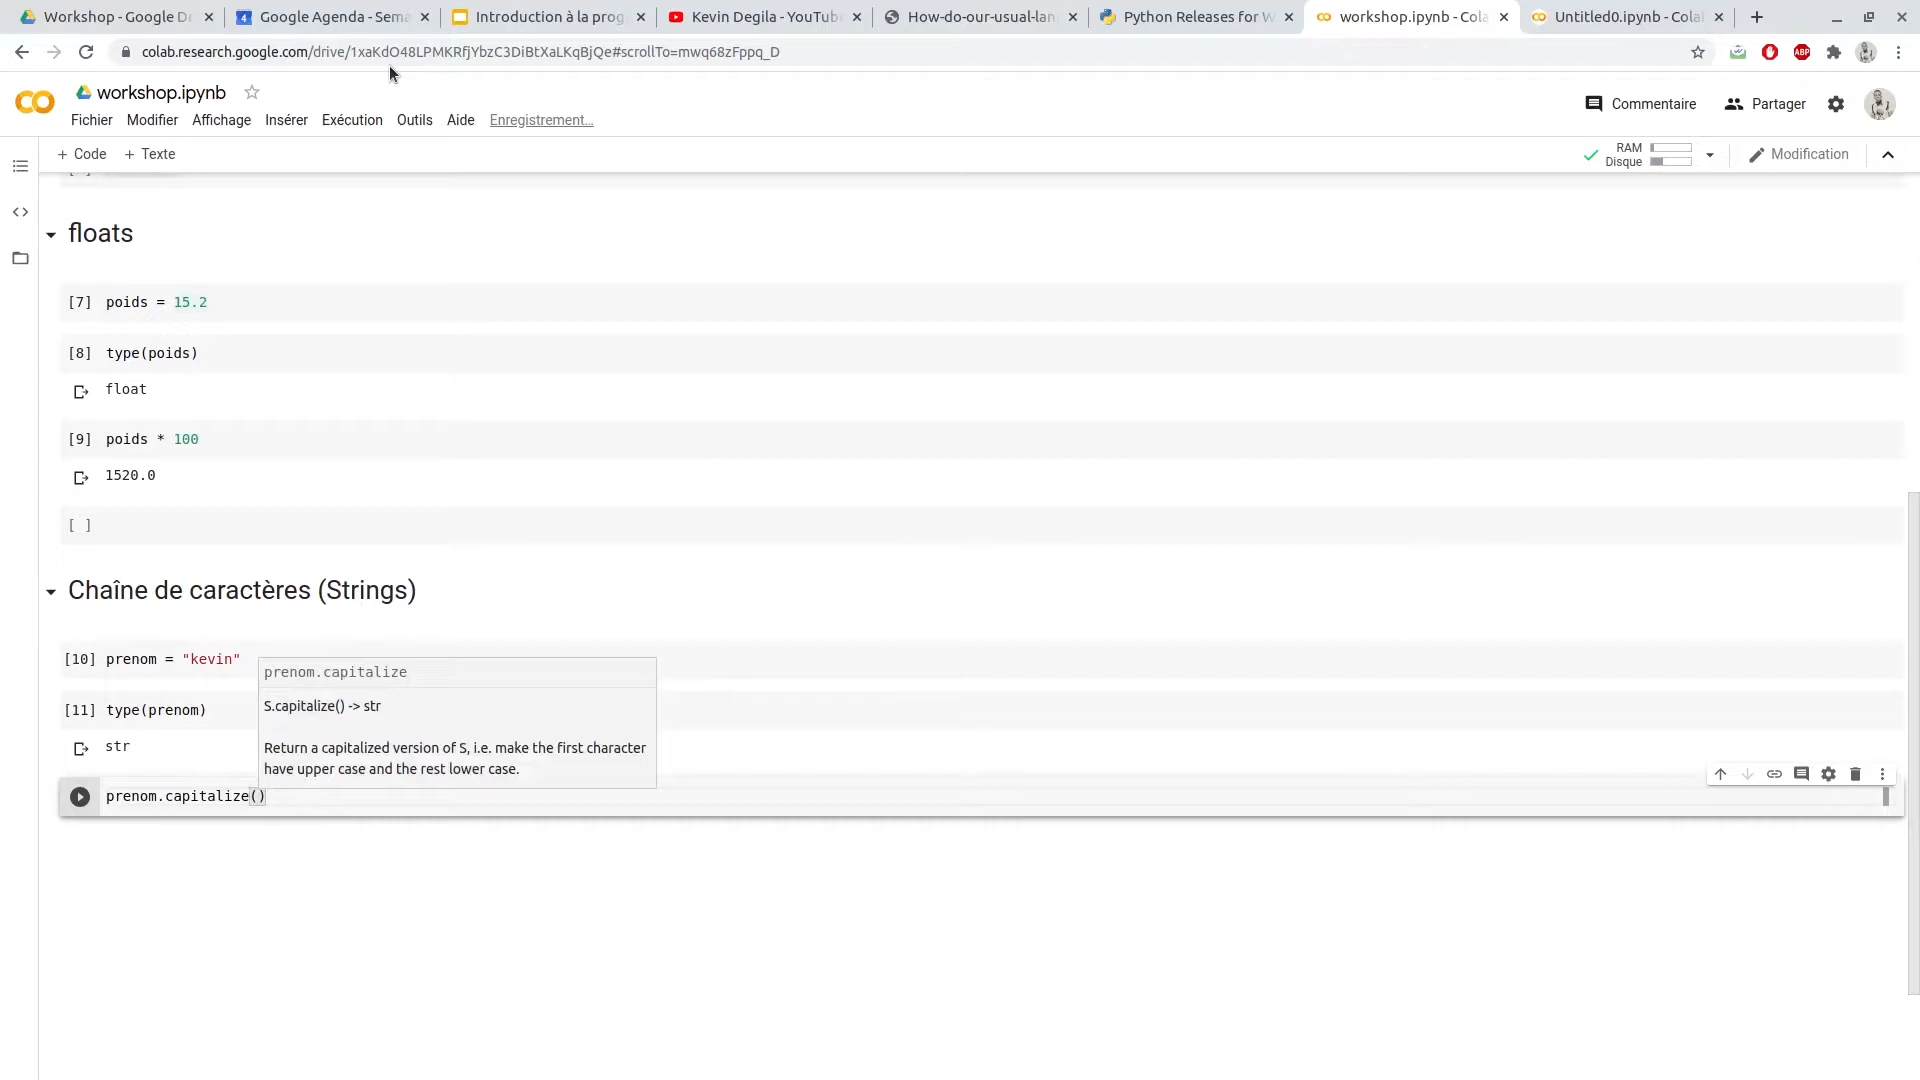 Workshop - Google Dr
Google Agenda - Sema
Introduction à la prog
Kevin Degila - YouTub
How-do-our-usual-lan
Python Releases for W
workshop.ipynb - Cola
Untitled0.ipynb - Colal
colab.research.google.com/drive/1xaKdO48LPMKRfjYbzC3DiBtXaLKqBjQe#scrollTo=mwq68zFppq_D
ABP
CO workshop.ipynb
Commentaire
Partager
Fichier Modifier Affichage Insérer Exécution Outils Aide Enregistrement...
+ Code + Texte
RAM
Disque
Modification
floats
[7] poids = 15.2
[8] type(poids)
float
[9] poids * 100
1520.0
[ ]
Chaîne de caractères (Strings)
[10] prenom = "kevin"
prenom.capitalize
S.capitalize() -> str
[11] type(prenom)
str
Return a capitalized version of S, i.e. make the first character
have upper case and the rest lower case.
prenom.capitalize()